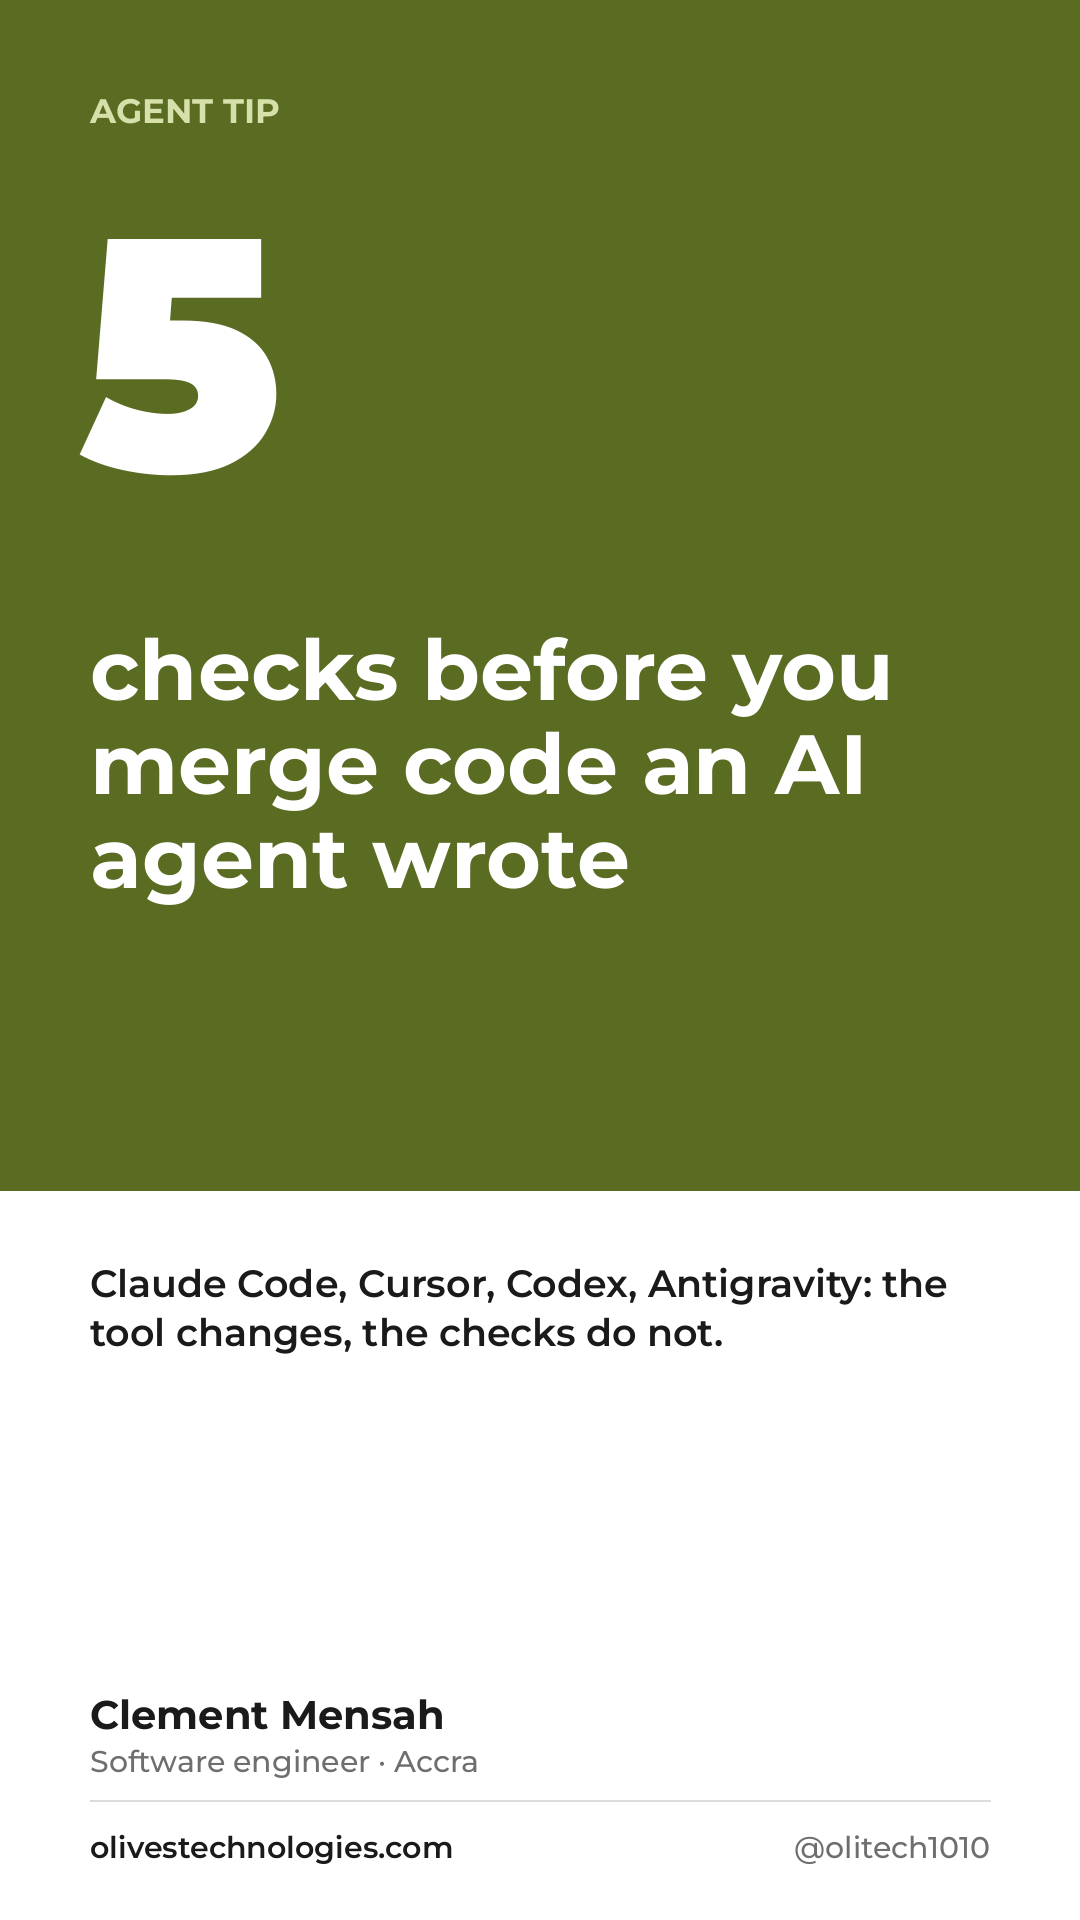 AGENT TIP
5
checks before you
merge code an AI
agent wrote
Claude Code, Cursor, Codex, Antigravity: the
tool changes, the checks do not.
Clement Mensah
Software engineer · Accra
olivestechnologies.com
@olitech1010